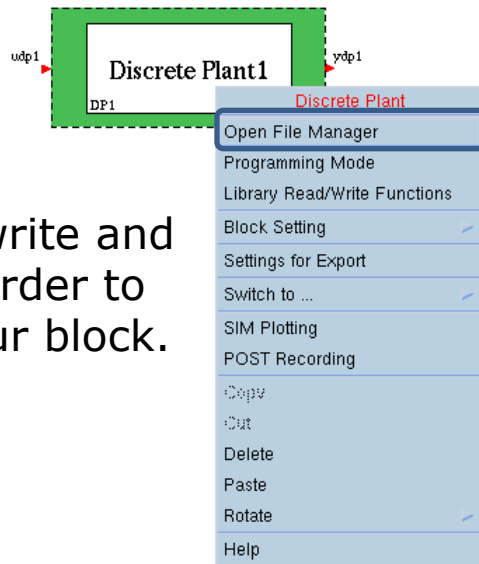 udp1
ydp1
Discrete Plant1
DP1
Discrete Plant
Open File Manager
Programming Mode
Library Read/Write Functions
write and
Block Setting
Settings for Export
order to
Switch to ...
ur block.
SIM Plotting
POST Recording
Copy
Cut
Delete
Paste
Rotate
Help